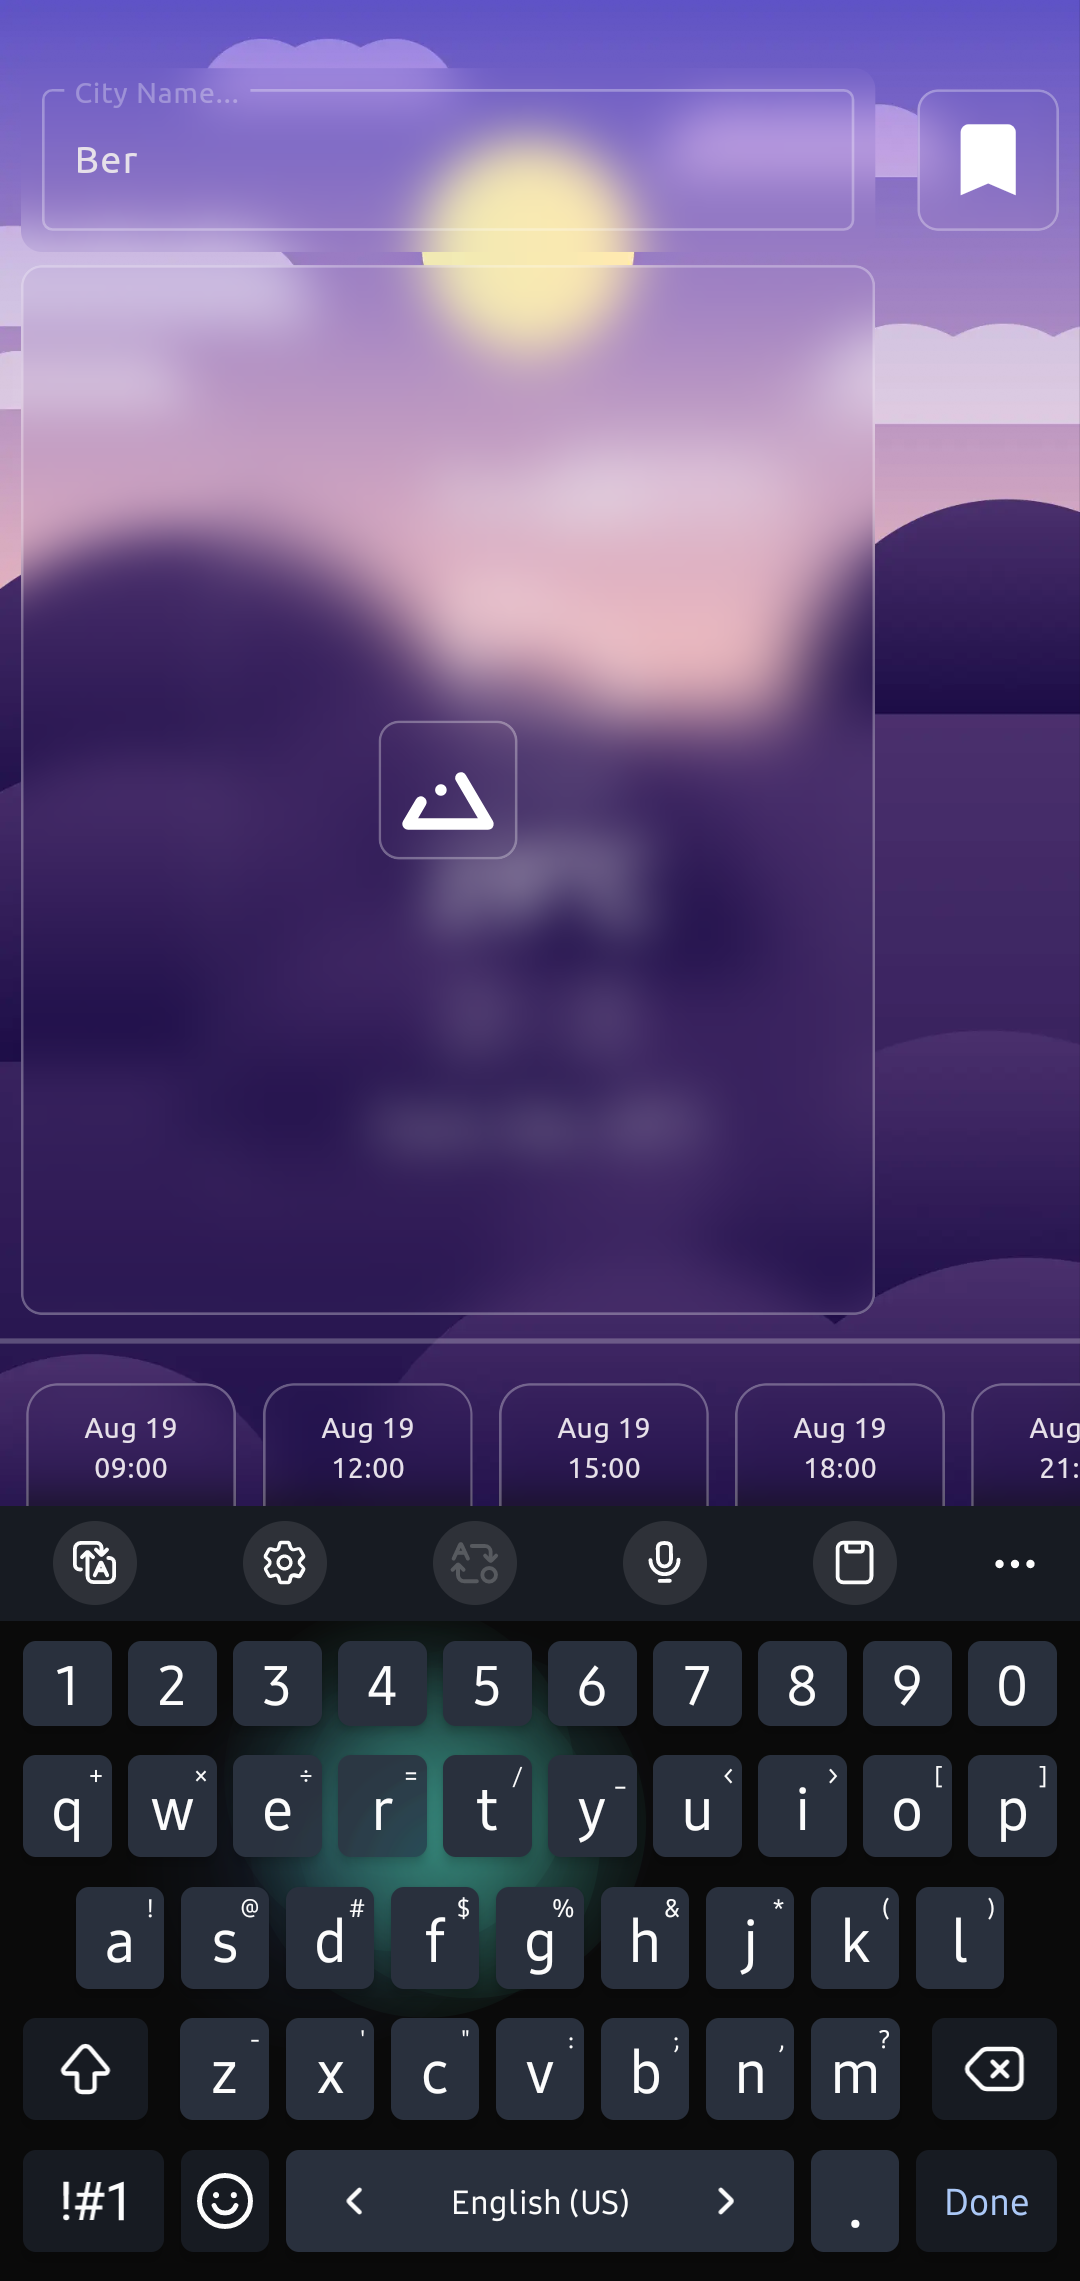 City Name...
Ber
Aug 19 Aug 19 Aug 19 Aug 19 Aug
09:00 12:00 15:00 18:00 21:
1 2 3 4 5 6 7 8 9 0
+ × ÷ = / _ < > [ ]
q w e r t y u i o p
! @ # $ % & * ( )
a s d f g h j k l
- ' " : ; , ?
z x c v b n m
!#1 English (US) . Done